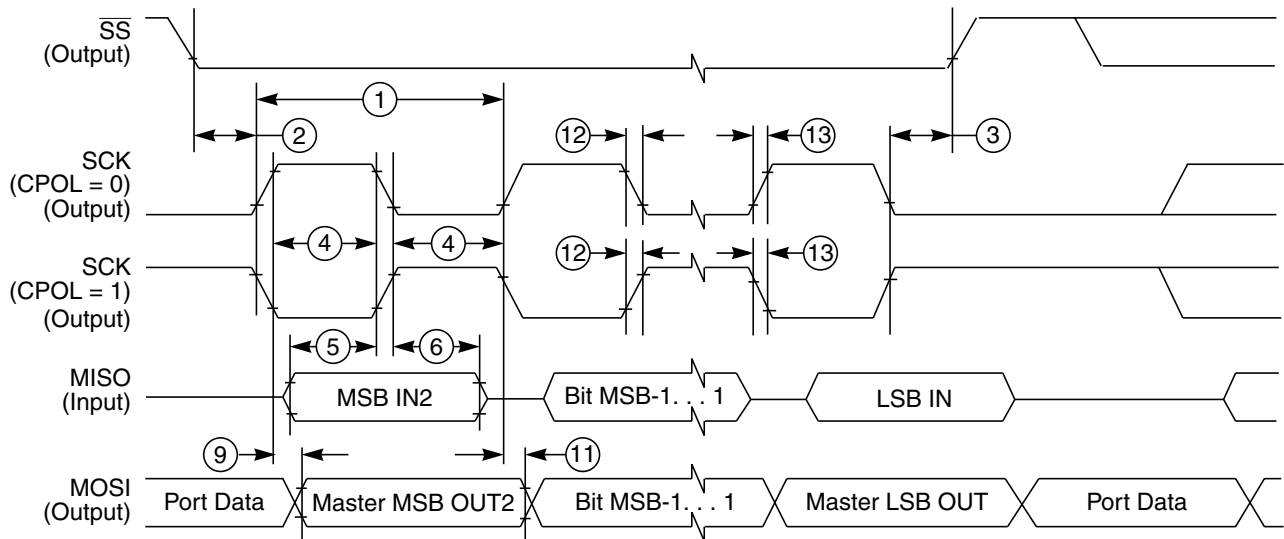 SS
(Output)
1
2
12
13
3
SCK
(CPOL = 0)
(Output)
4
4
12
13
SCK
(CPOL = 1)
(Output)
5
6
MISO
(Input)
MSB IN2
Bit MSB-1. . . 1
LSB IN
9
11
MOSI
(Output)
Port Data
Master MSB OUT2
Bit MSB-1. . . 1
Master LSB OUT
Port Data